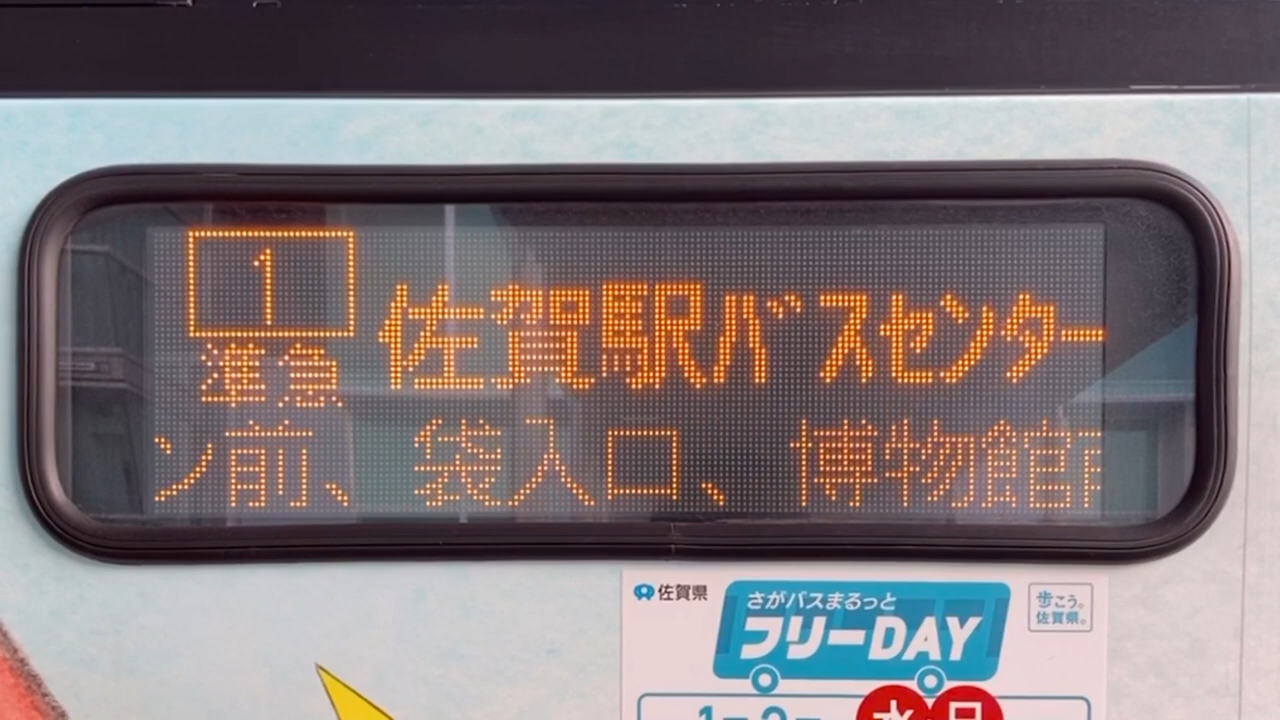 1
準急
佐賀駅バスセンター
ン前、 袋入口、 博物館
佐賀県
さがバスまるっと
フリーDAY
歩こう。
佐賀県。